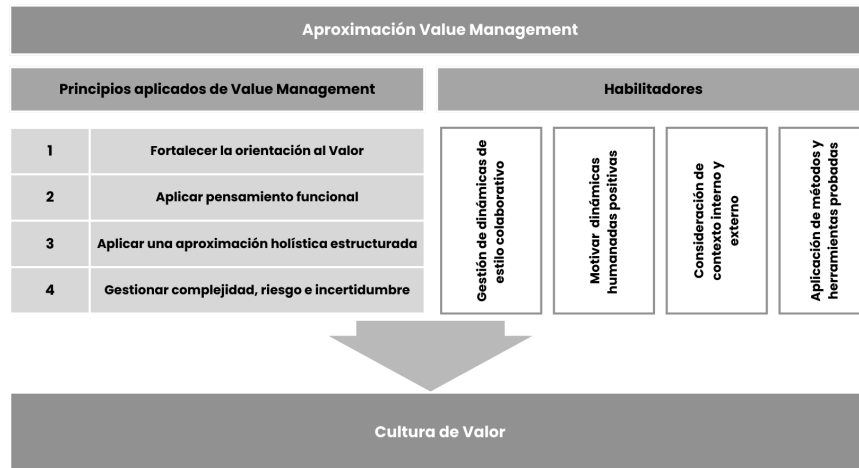 Aproximación Value Management
Principios aplicados de Value Management
Habilitadores
1 Fortalecer la orientación al Valor
2 Aplicar pensamiento funcional
3 Aplicar una aproximación holística estructurada
4 Gestionar complejidad, riesgo e incertidumbre
Gestión de dinámicas de
estilo colaborativo
Motivar dinámicas
humanadas positivas
Consideración de
contexto interno y
externo
Aplicación de métodos y
herramientas probadas
Cultura de Valor